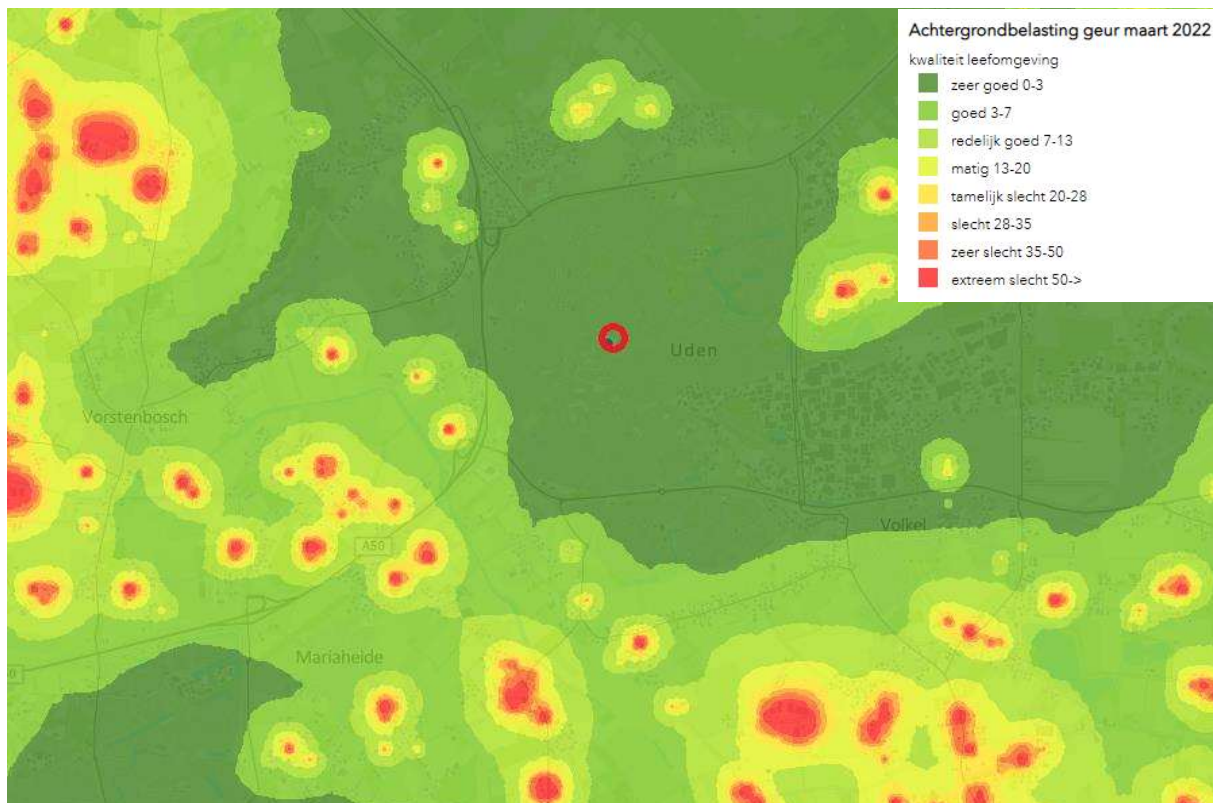 Achtergrondbelasting geur maart 2022
kwaliteit leefomgeving
zeer goed 0-3
goed 3-7
redelijk goed 7-13
matig 13-20
tamelijk slecht 20-28
slecht 28-35
zeer slecht 35-50
extreem slecht 50->
Uden
Vorstenbosch
Volkel
A50
Mariaheide
0